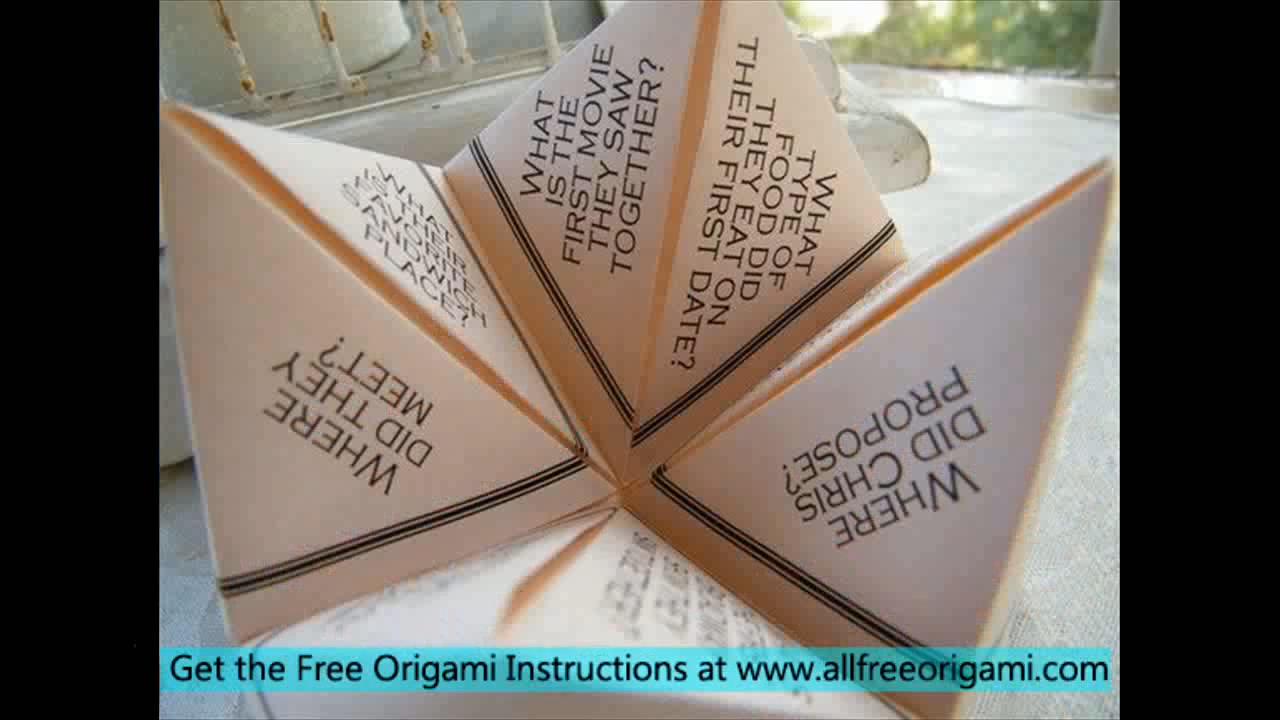 WHAT
IS THE
FIRST MOVIE
THEY SAW
TOGETHER?
WHAT
TYPE OF
FOOD DID
THEY EAT ON
THEIR FIRST DATE?
WHAT IS
THEIR
FAVORITE
SANDWICH
PLACE?
WHERE
DID THEY
MEET?
WHERE
DID CHRIS
PROPOSE?
Get the Free Origami Instructions at www.allfreeorigami.com